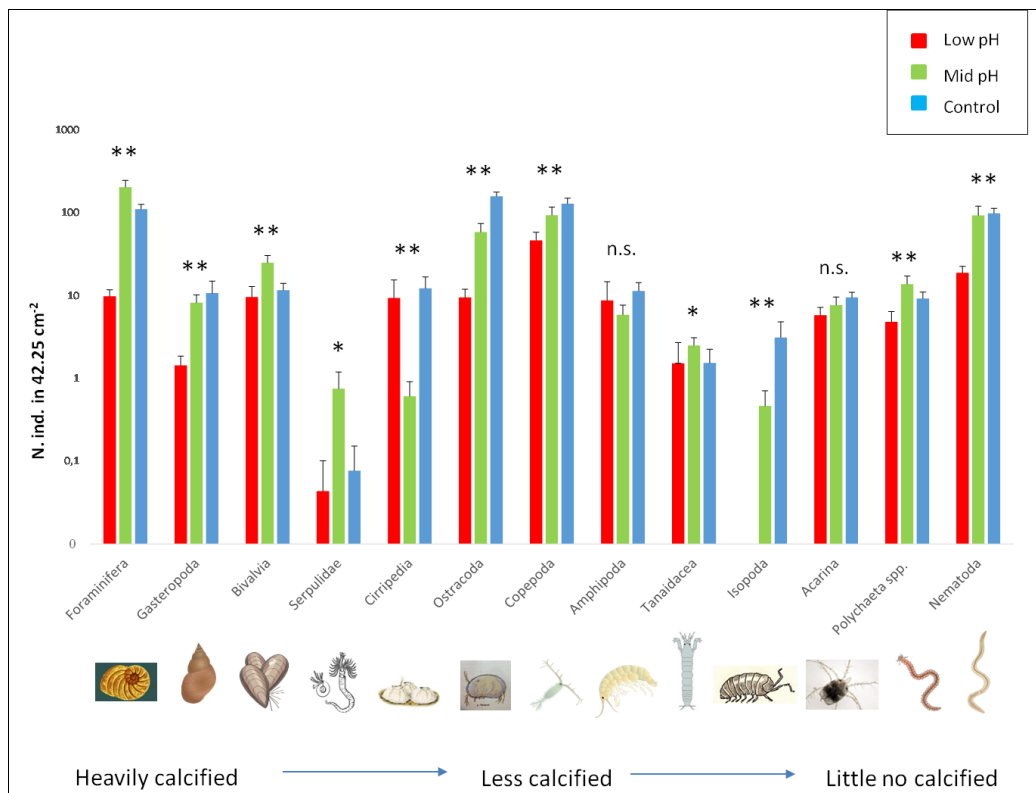 Low pH
Mid pH
Control
N. ind. in 42.25 cm-2
1000
100
10
1
0,1
0
**
**
**
*
**
**
**
n.s.
*
**
n.s.
**
**
Foraminifera
Gasteropoda
Bivalvia
Serpulidae
Cirripedia
Ostracoda
Copepoda
Amphipoda
Tanaidacea
Isopoda
Acarina
Polychaeta spp.
Nematoda
Heavily calcified
Less calcified
Little no calcified